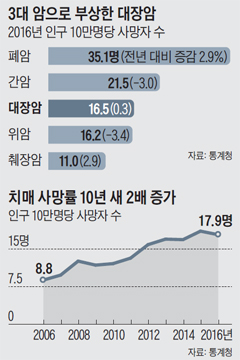 3대 암으로 부상한 대장암
2016년 인구 10만명당 사망자 수
폐암 35.1명(전년 대비 증감 2.9%)
간암 21.5(−3.0)
대장암 16.5(0.3)
위암 16.2(−3.4)
췌장암 11.0(2.9)
자료: 통계청
치매 사망률 10년 새 2배 증가
인구 10만명당 사망자 수
17.9명
15명
8.8
7.5
0
2006 2008 2010 2012 2014 2016년
자료: 통계청